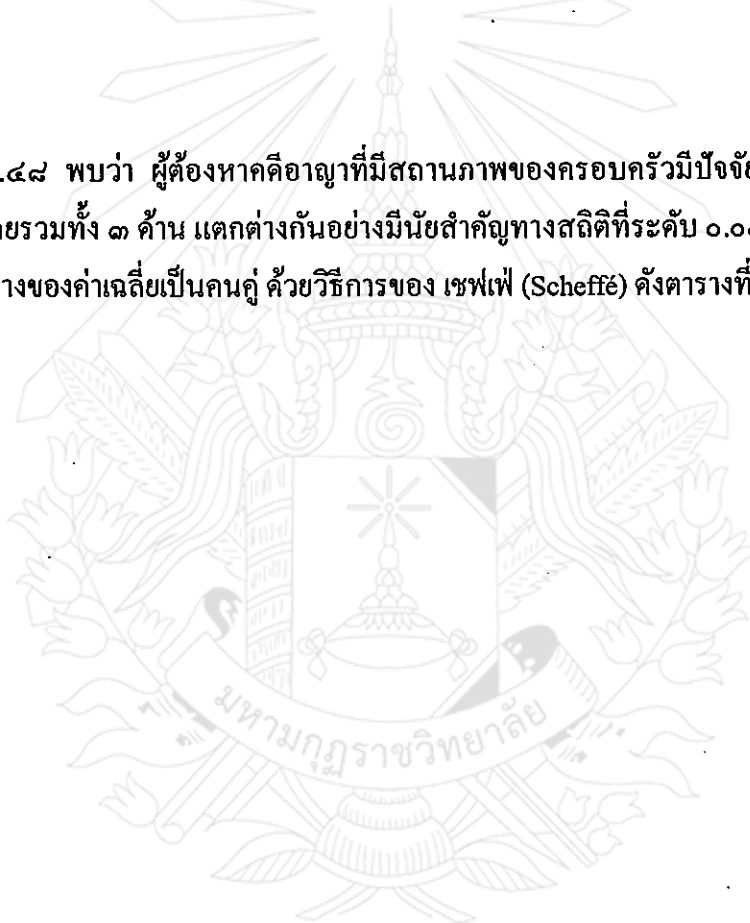 .๔๘ พบว่า ผู้ต้องหาคดีอาญาที่มีสถานภาพของครอบครัวมีปัจจัย
ยรวมทั้ง ๓ ด้าน แตกต่างกันอย่างมีนัยสำคัญทางสถิติที่ระดับ ๐.๐
างของค่าเฉลี่ยเป็นคนคู่ ด้วยวิธีการของ เชฟเฟ่ (Scheffé) ดังตารางที่
มหามกุฏราชวิทยาลัย